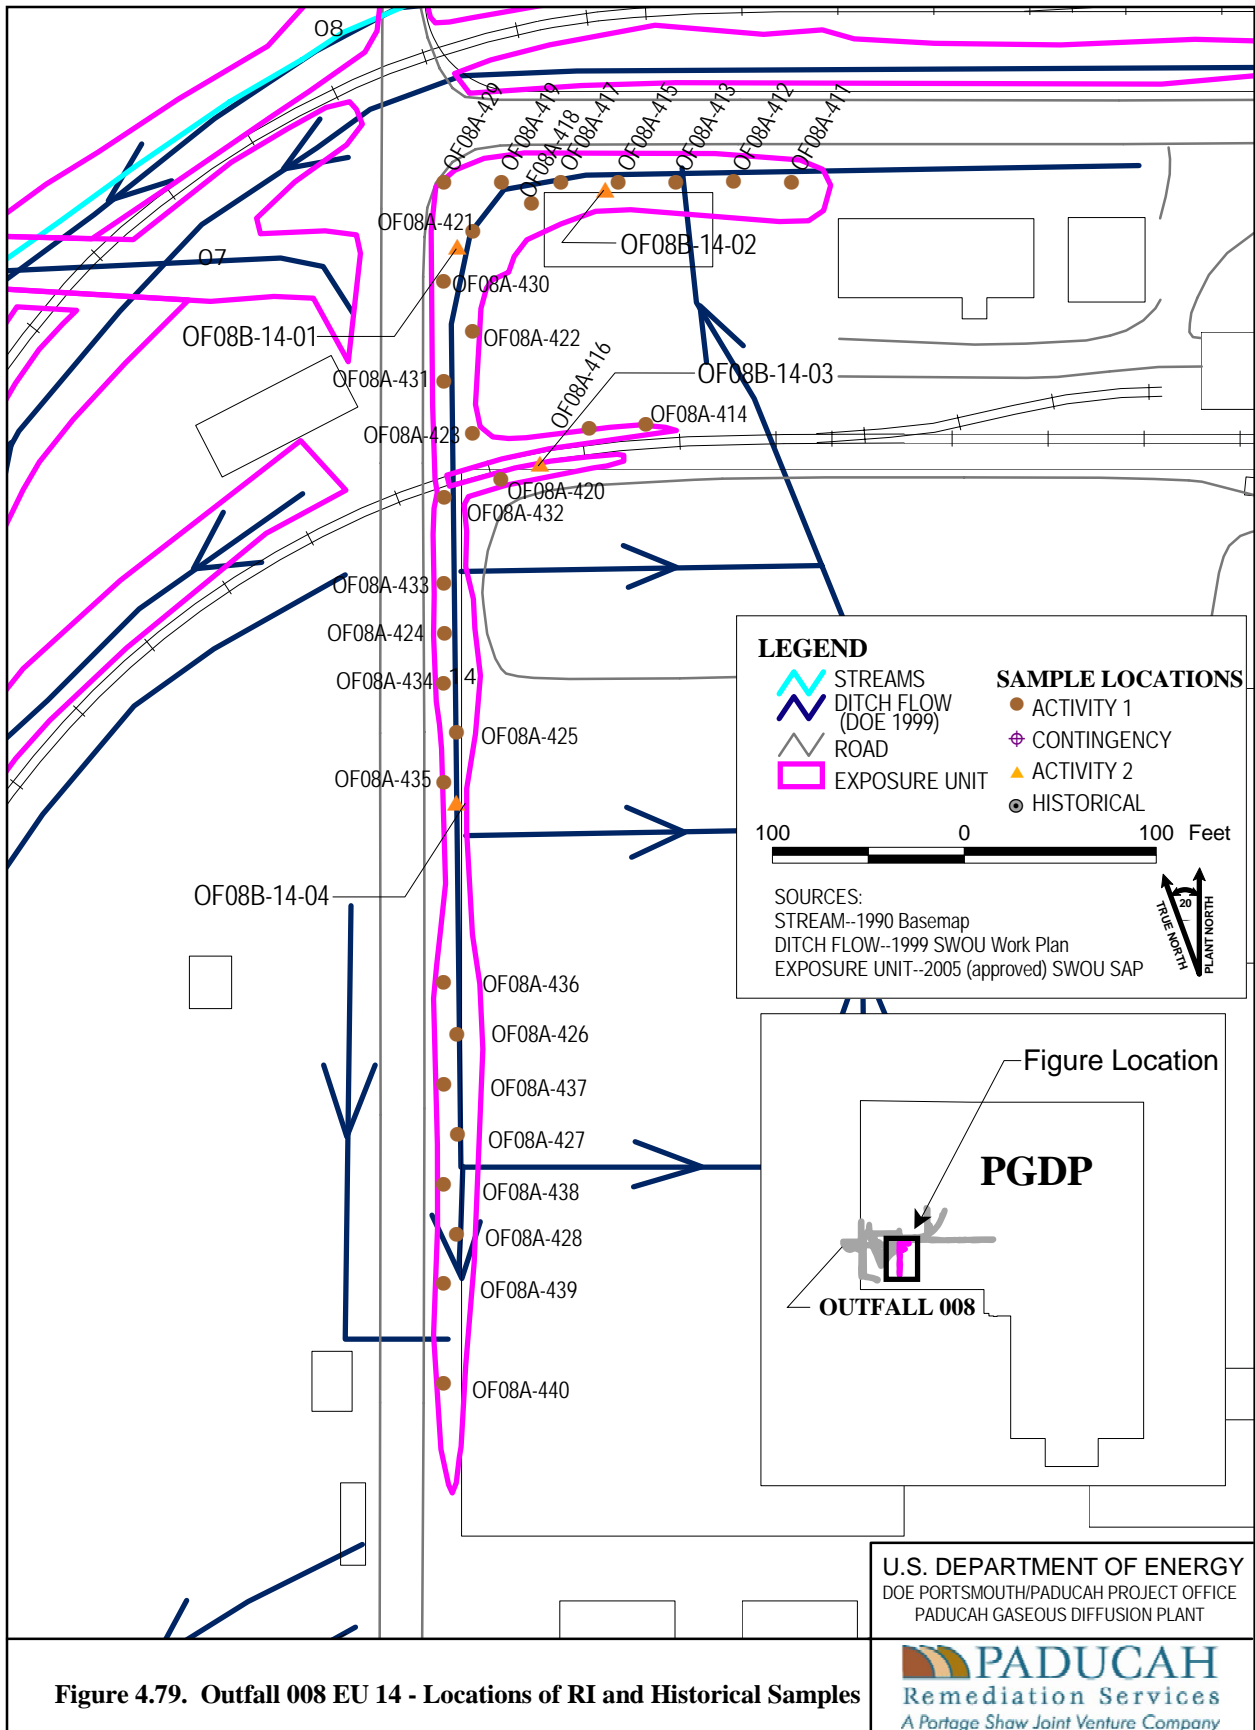 08
OF08A-429
OF08A-419
OF08A-418
OF08A-417
OF08A-415
OF08A-413
OF08A-412
OF08A-411
OF08A-421
OF08B-14-02
07
OF08A-430
OF08B-14-01
OF08A-422
OF08A-416
OF08B-14-03
OF08A-431
OF08A-414
OF08A-423
OF08A-420
OF08A-432
OF08A-433
OF08A-424
14
OF08A-434
OF08A-425
OF08A-435
OF08B-14-04
OF08A-436
OF08A-426
OF08A-437
OF08A-427
OF08A-438
OF08A-428
OF08A-439
OF08A-440
LEGEND
STREAMS
DITCH FLOW
(DOE 1999)
ROAD
EXPOSURE UNIT
SAMPLE LOCATIONS
ACTIVITY 1
CONTINGENCY
ACTIVITY 2
HISTORICAL
100 0 100 Feet
SOURCES:
STREAM--1990 Basemap
DITCH FLOW--1999 SWOU Work Plan
EXPOSURE UNIT--2005 (approved) SWOU SAP
20
TRUE NORTH
PLANT NORTH
Figure Location
PGDP
OUTFALL 008
U.S. DEPARTMENT OF ENERGY
DOE PORTSMOUTH/PADUCAH PROJECT OFFICE
PADUCAH GASEOUS DIFFUSION PLANT
Figure 4.79. Outfall 008 EU 14 - Locations of RI and Historical Samples
PADUCAH
Remediation Services
A Portage Shaw Joint Venture Company